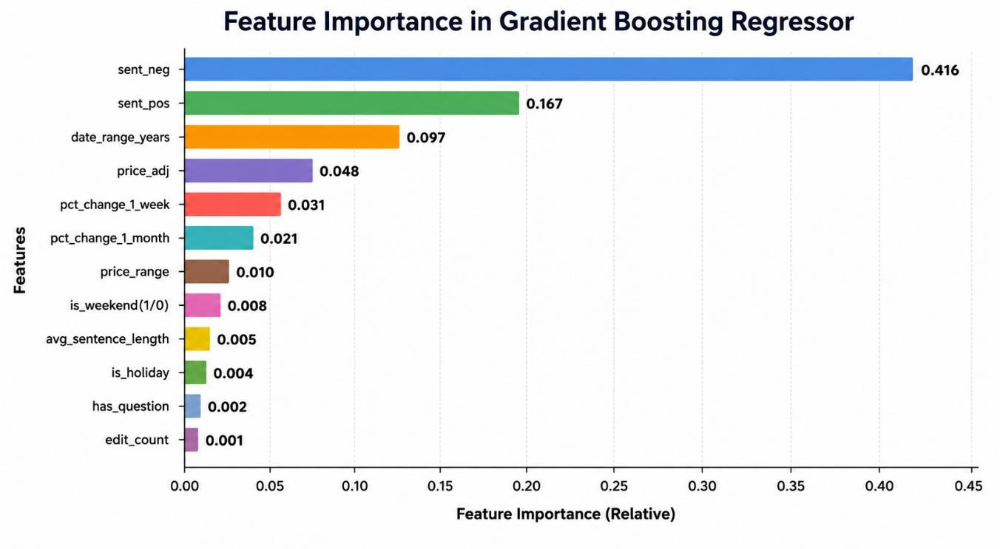 Feature Importance in Gradient Boosting Regressor
Features
sent_neg 0.416
sent_pos 0.167
date_range_years 0.097
price_adj 0.048
pct_change_1_week 0.031
pct_change_1_month 0.021
price_range 0.010
is_weekend(1/0) 0.008
avg_sentence_length 0.005
is_holiday 0.004
has_question 0.002
edit_count 0.001
0.00 0.05 0.10 0.15 0.20 0.25 0.30 0.35 0.40 0.45
Feature Importance (Relative)